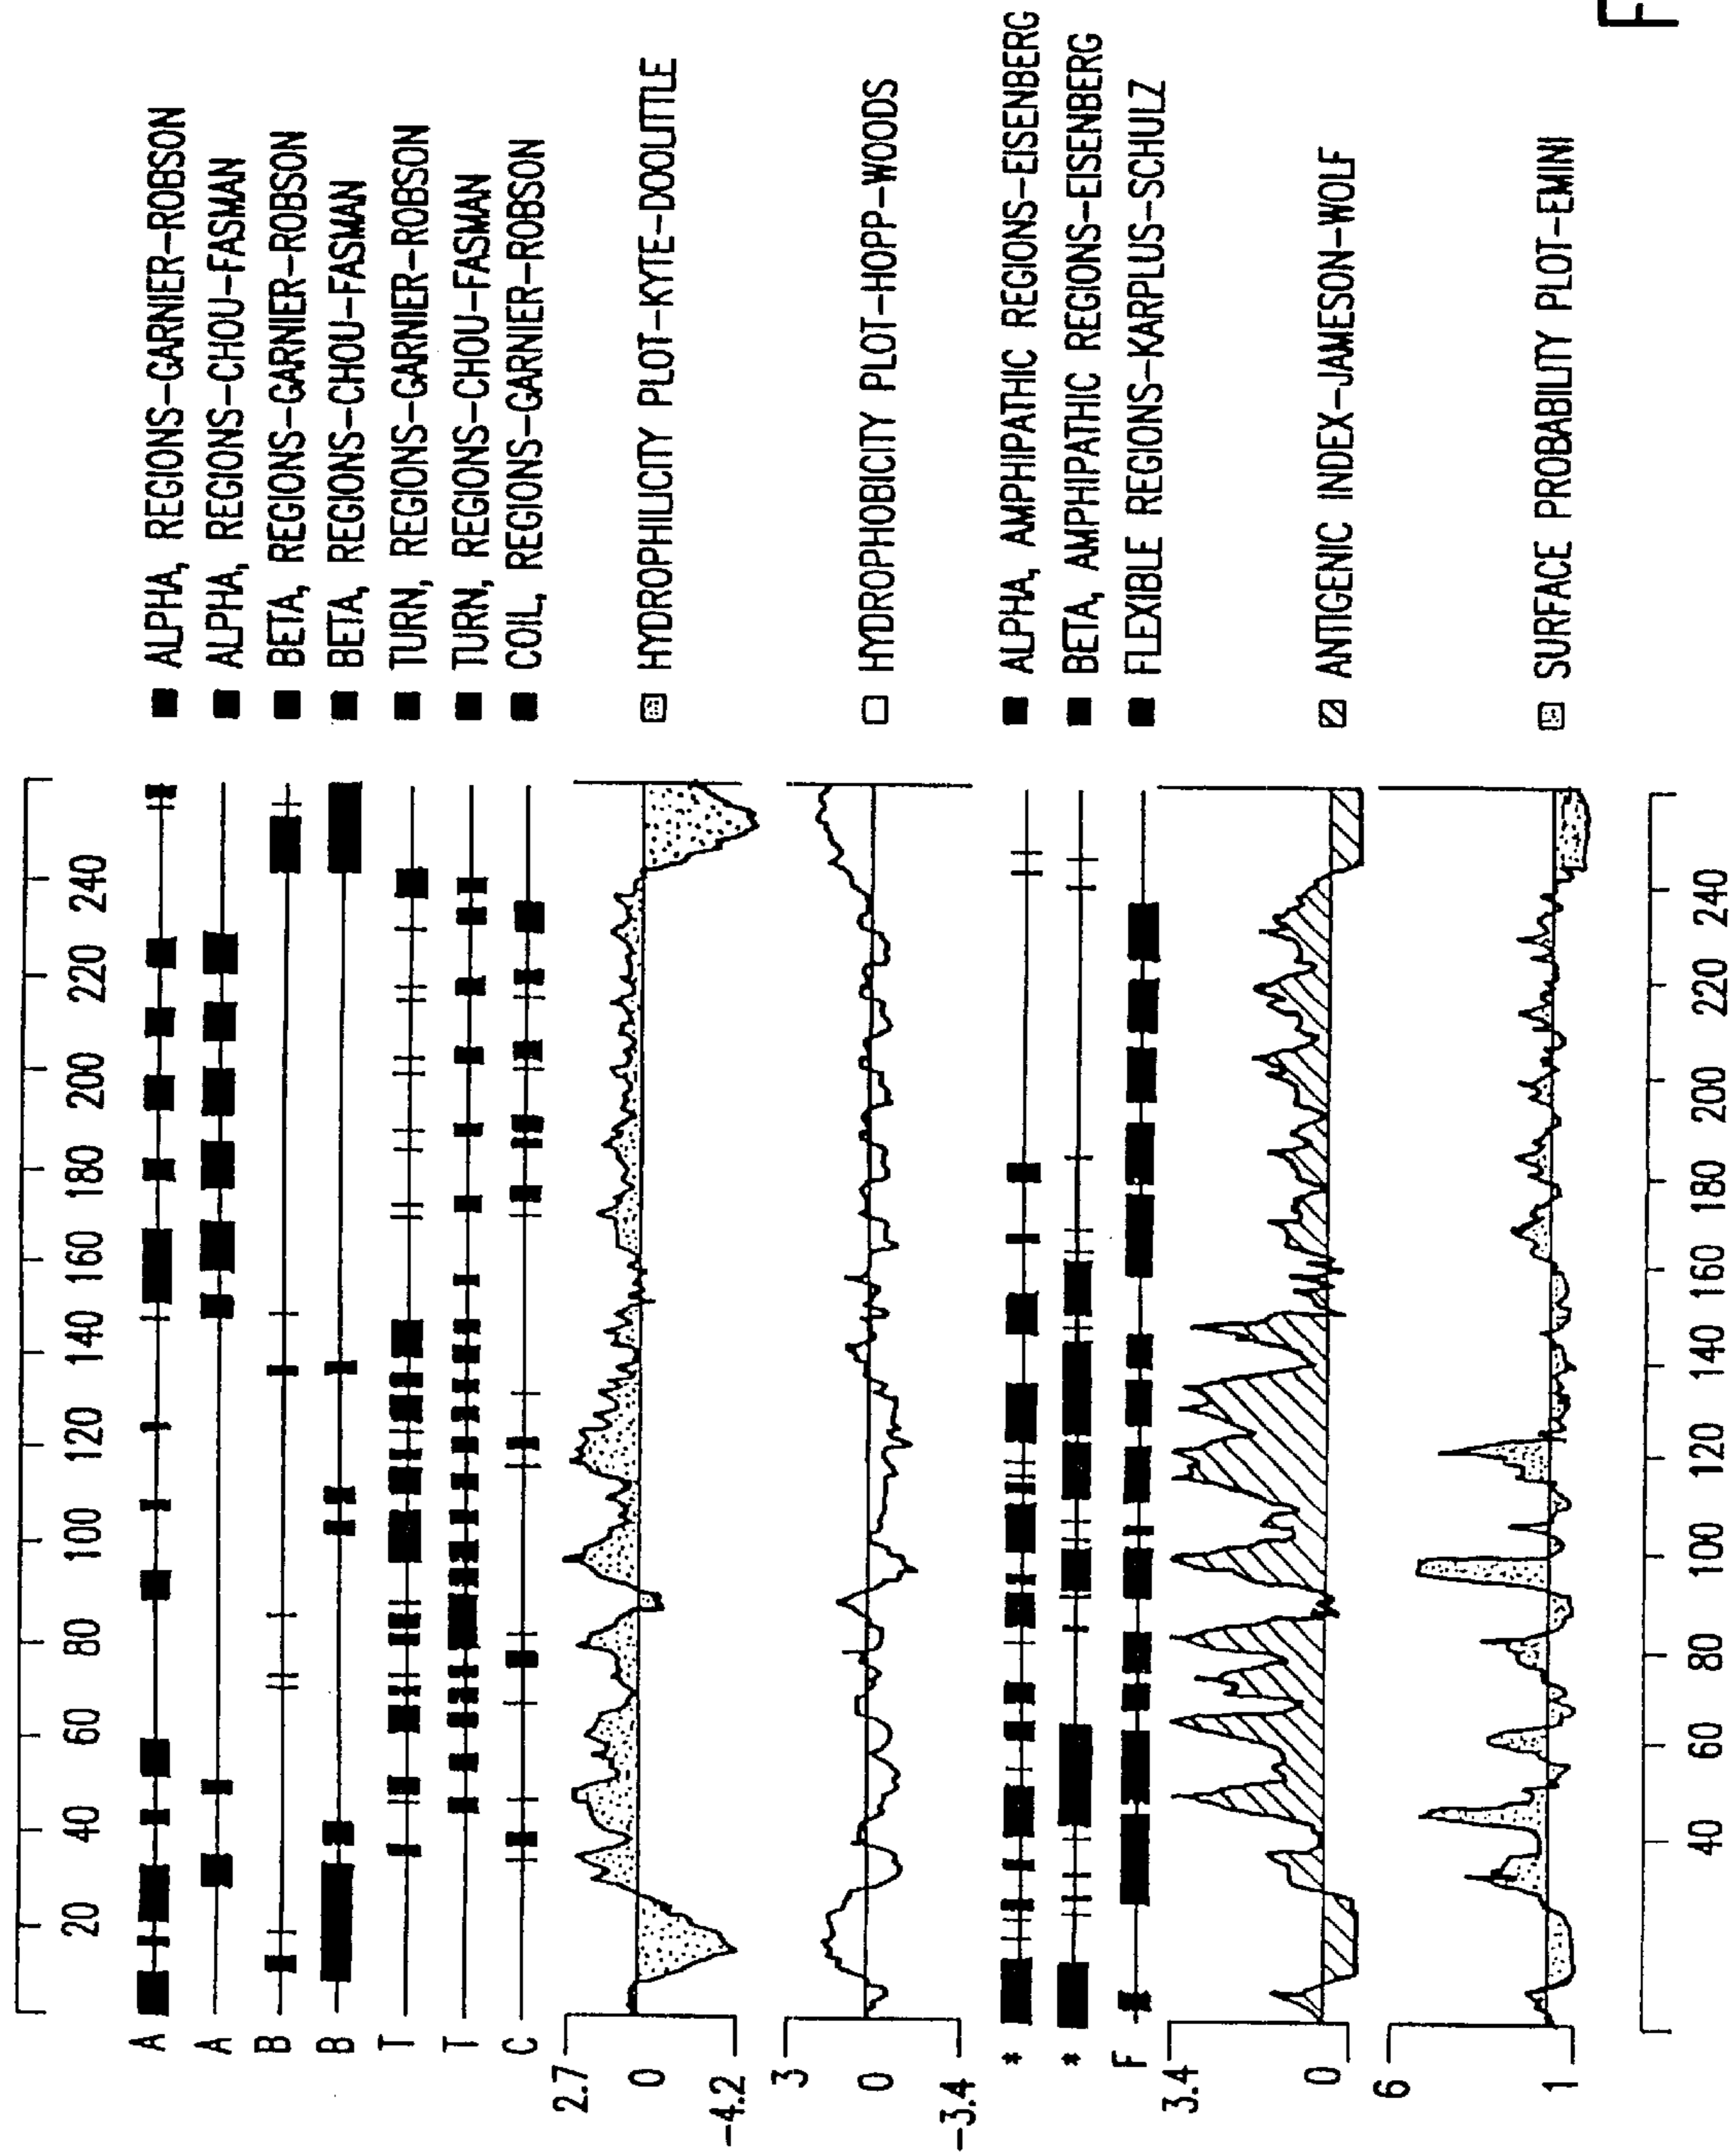 20 40 60 80 100 120 140 160 180 200 220 240
A ALPHA, REGIONS-GARNIER-ROBSON
A ALPHA, REGIONS-CHOU-FASMAN
B BETA, REGIONS-GARNIER-ROBSON
B BETA, REGIONS-CHOU-FASMAN
T TURN, REGIONS-GARNIER-ROBSON
T TURN, REGIONS-CHOU-FASMAN
C COIL, REGIONS-GARNIER-ROBSON
2.7
0 HYDROPHILICITY PLOT-KYTE-DOOLITTLE
-4.2
3
0 HYDROPHOBICITY PLOT-HOPP-WOODS
-3.4
* ALPHA, AMPHIPATHIC REGIONS-EISENBERG
* BETA, AMPHIPATHIC REGIONS-EISENBERG
F FLEXIBLE REGIONS-KARPLUS-SCHULZ
3.4
0 ANTIGENIC INDEX-JAMESON-WOLF
6
1 SURFACE PROBABILITY PLOT-EMINI
40 60 80 100 120 140 160 180 200 220 240
F